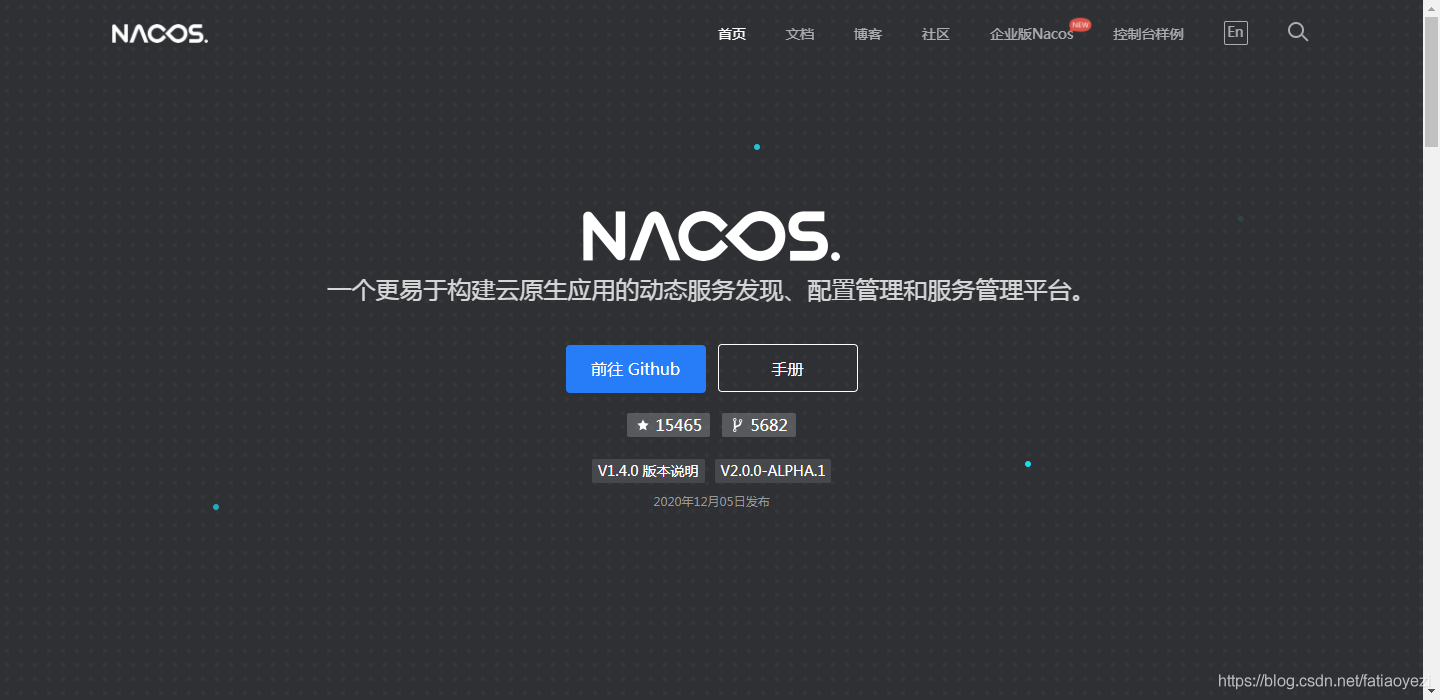 NACOS. 首页 文档 博客 社区 企业版Nacos NEW 控制台样例 En
NACOS.
一个更易于构建云原生应用的动态服务发现、配置管理和服务管理平台。
前往 Github 手册
15465 5682
V1.4.0 版本说明 V2.0.0-ALPHA.1
2020年12月05日发布
https://blog.csdn.net/fatiaoyezi